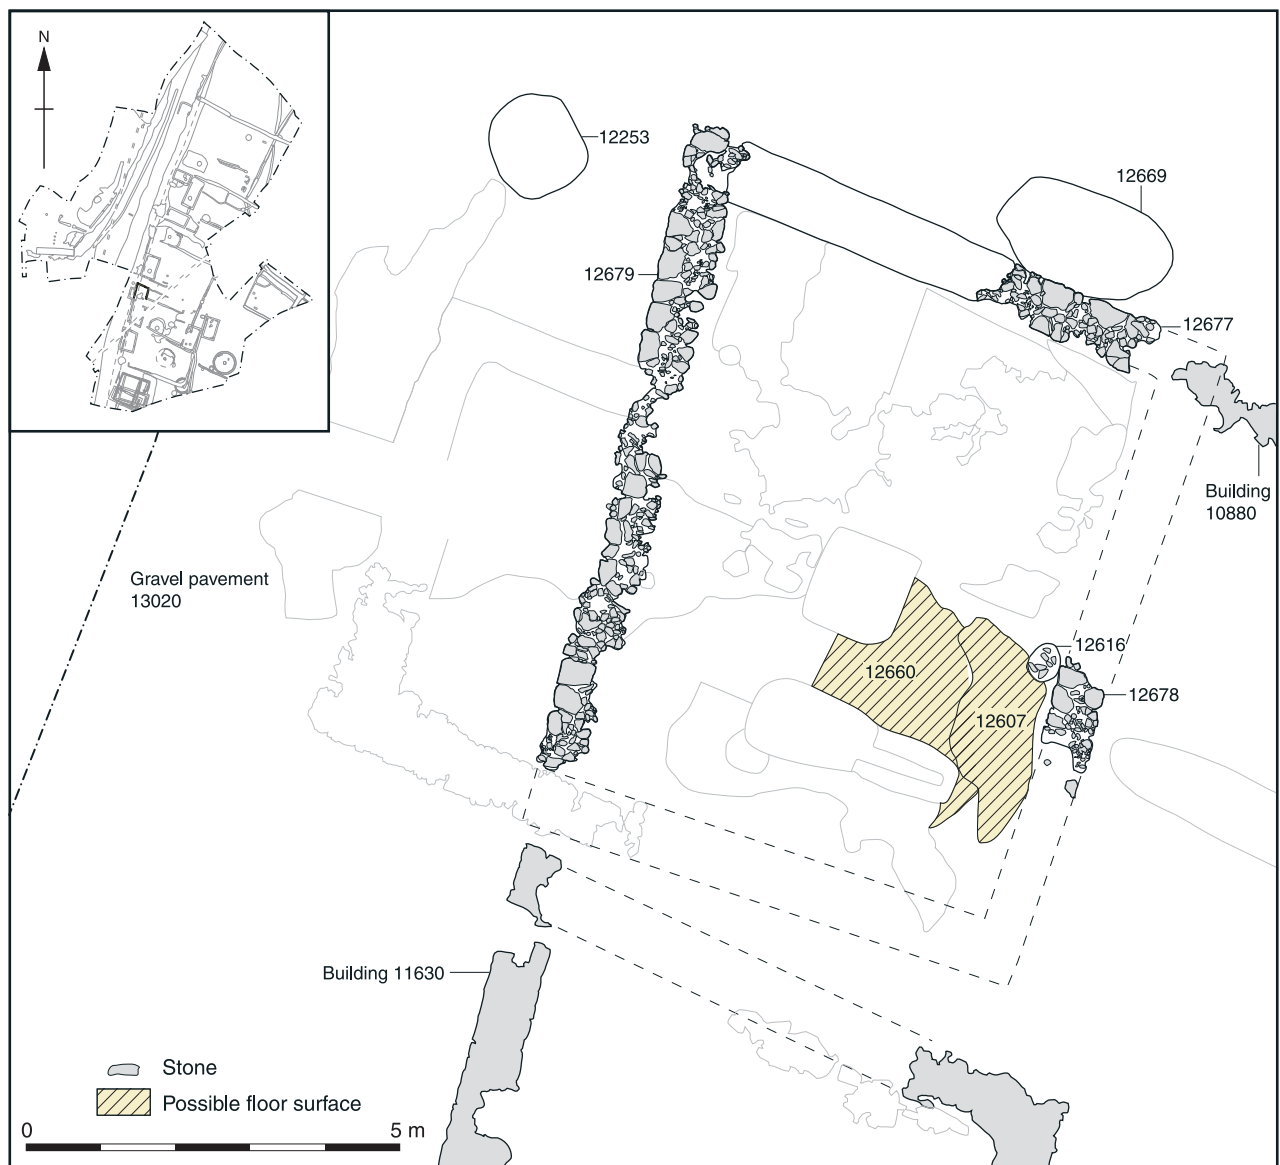 N
12253
12669
12679
12677
Building
10880
Gravel pavement
13020
12616
12660
12678
12607
Building 11630
Stone
Possible floor surface
0 5 m